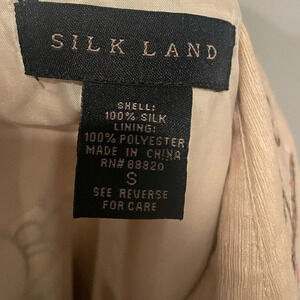 SILK LAND
SHELL:
100% SILK
LINING:
100% POLYESTER
MADE IN CHINA
RN# 88820
S
SEE REVERSE
FOR CARE